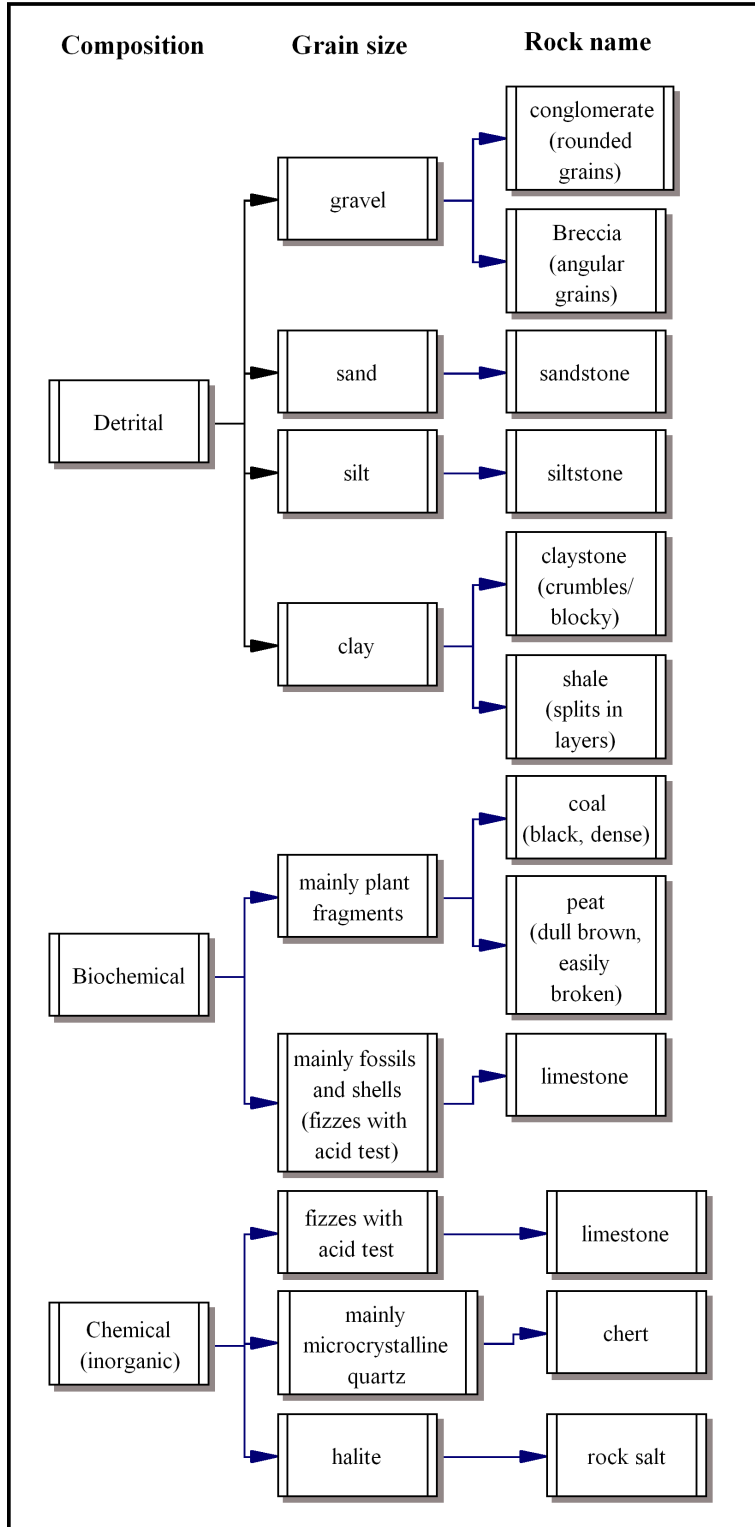 Composition
Grain size
Rock name
Detrital
gravel
conglomerate
(rounded
grains)
Breccia
(angular
grains)
sand
sandstone
silt
siltstone
clay
claystone
(crumbles/
blocky)
shale
(splits in
layers)
Biochemical
mainly plant
fragments
coal
(black, dense)
peat
(dull brown,
easily
broken)
mainly fossils
and shells
(fizzes with
acid test)
limestone
Chemical
(inorganic)
fizzes with
acid test
limestone
mainly
microcrystalline
quartz
chert
halite
rock salt